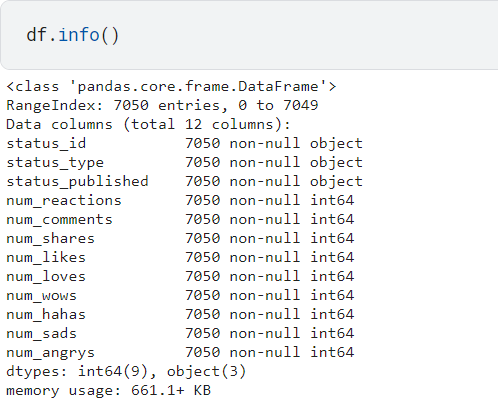 df.info()
<class 'pandas.core.frame.DataFrame'>
RangeIndex: 7050 entries, 0 to 7049
Data columns (total 12 columns):
status_id           7050 non-null object
status_type         7050 non-null object
status_published    7050 non-null object
num_reactions       7050 non-null int64
num_comments        7050 non-null int64
num_shares          7050 non-null int64
num_likes           7050 non-null int64
num_loves           7050 non-null int64
num_wows            7050 non-null int64
num_hahas           7050 non-null int64
num_sads            7050 non-null int64
num_angrys          7050 non-null int64
dtypes: int64(9), object(3)
memory usage: 661.1+ KB